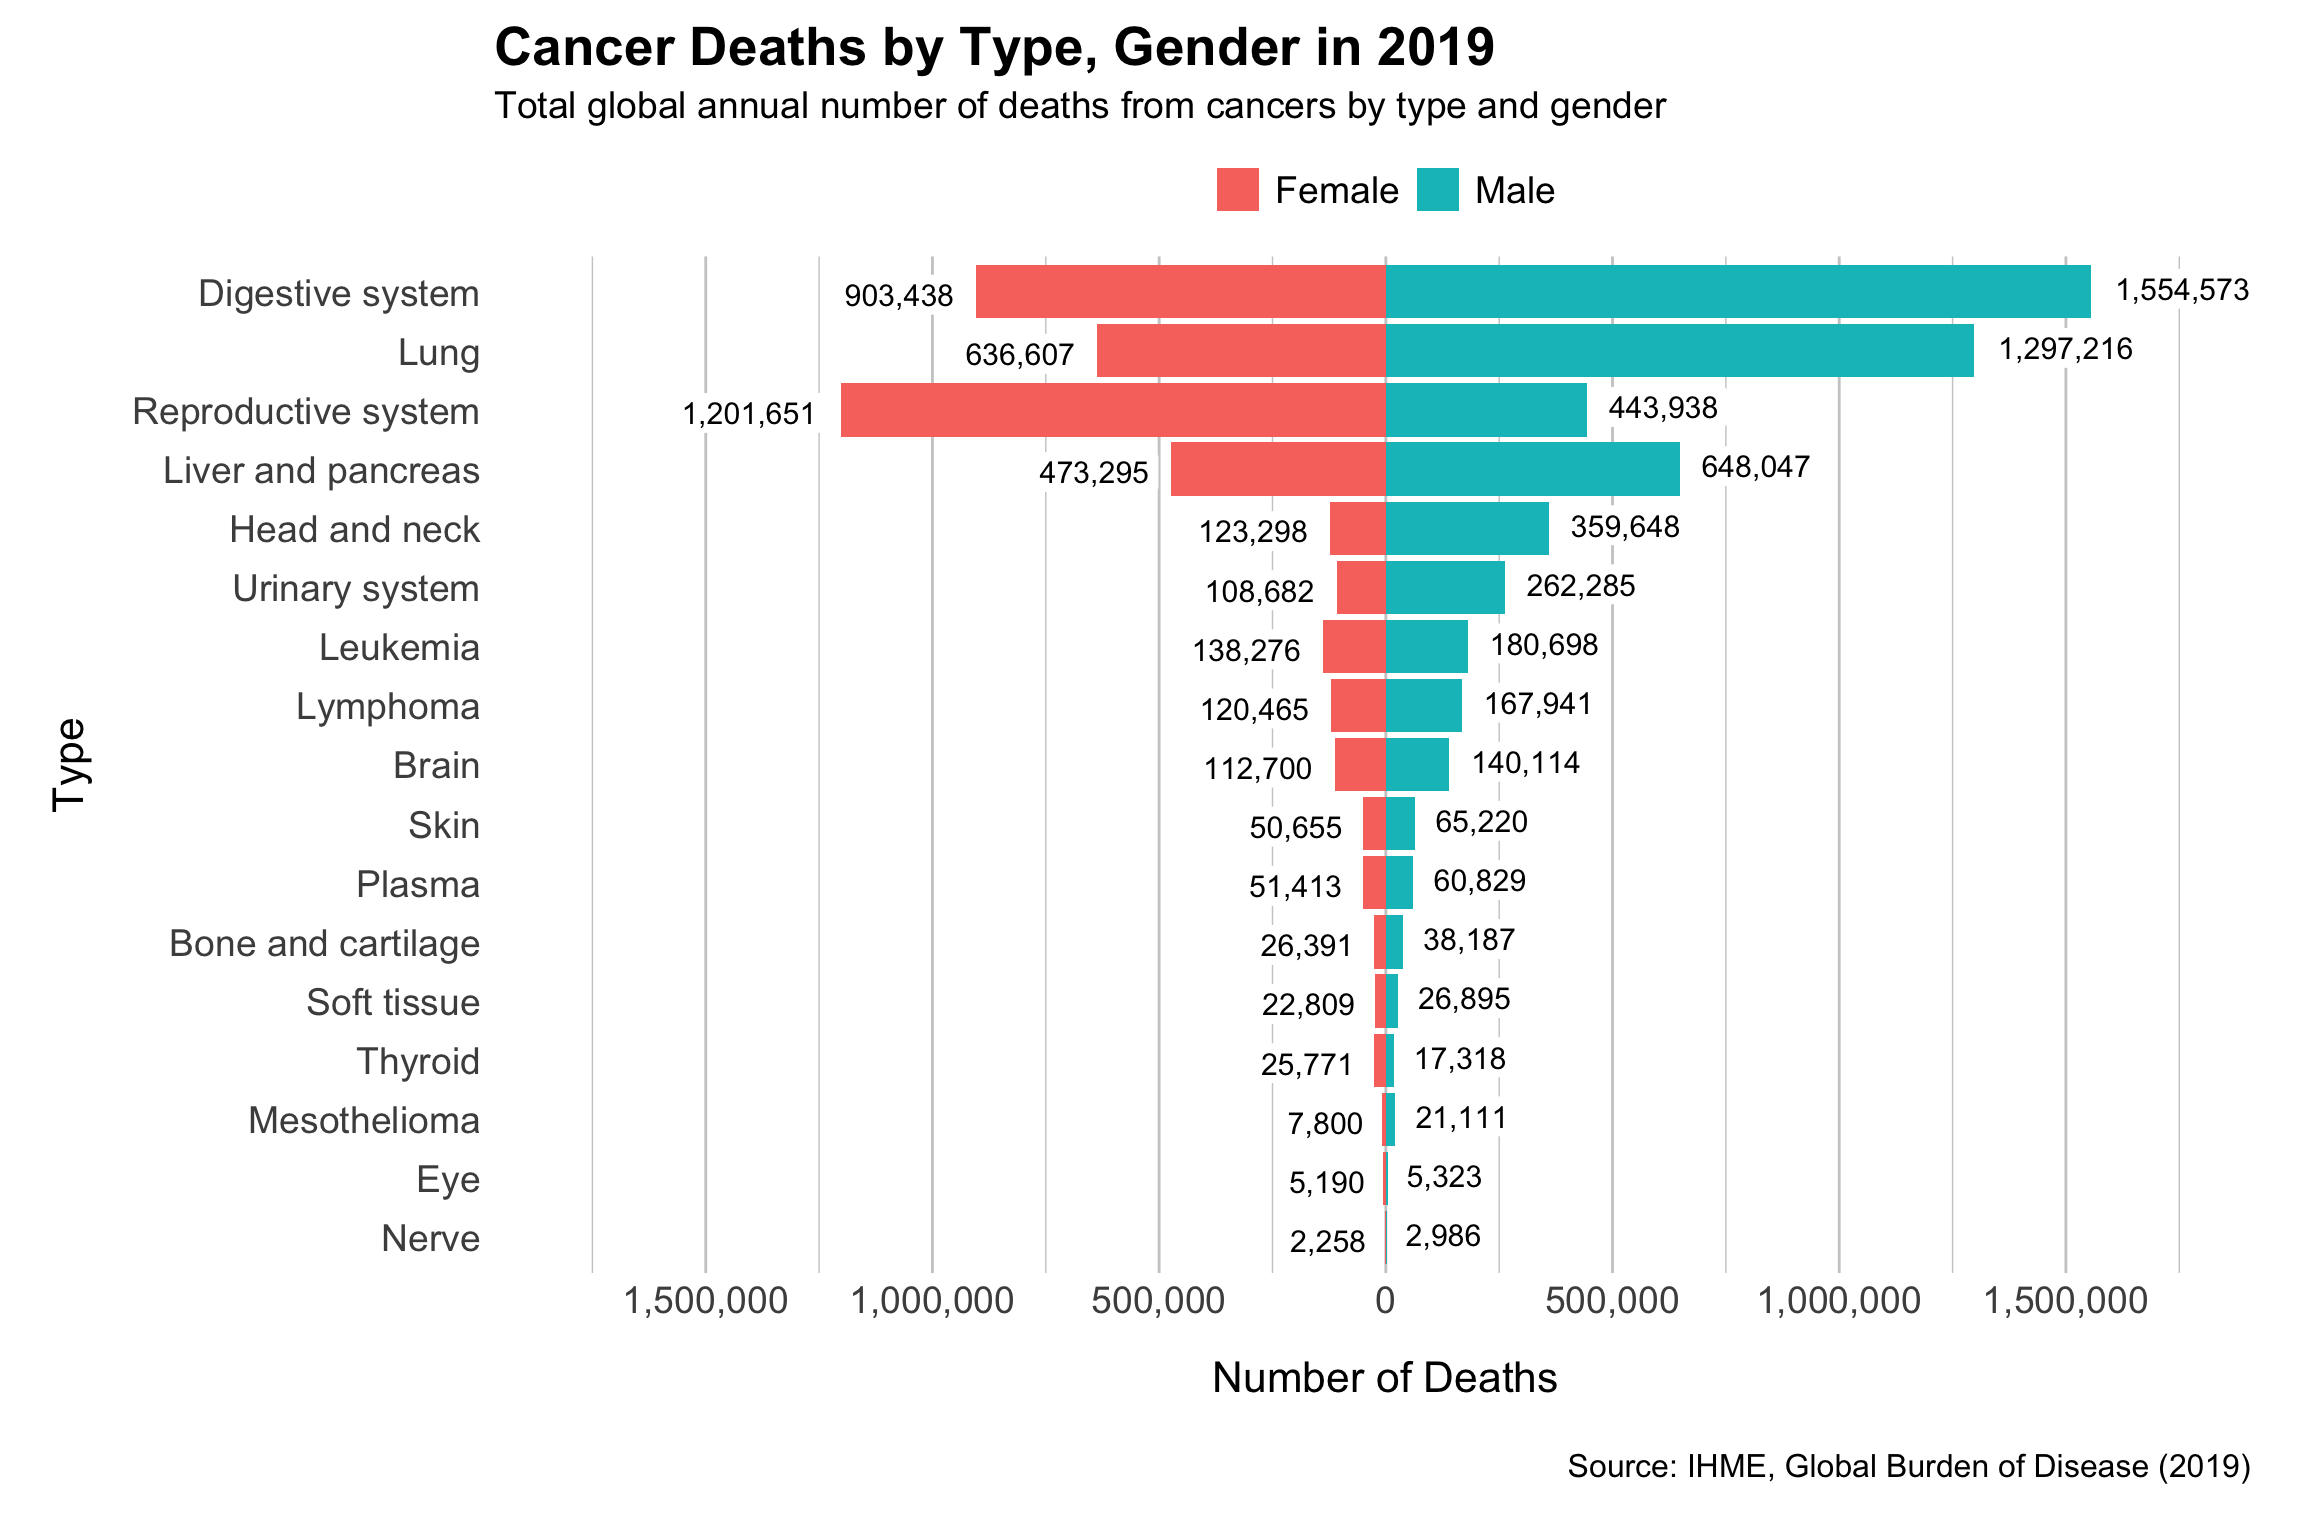 Cancer Deaths by Type, Gender in 2019
Total global annual number of deaths from cancers by type and gender
Female Male
Digestive system 903,438 1,554,573
Lung 636,607 1,297,216
Reproductive system 1,201,651 443,938
Liver and pancreas 473,295 648,047
Head and neck 123,298 359,648
Urinary system 108,682 262,285
Leukemia 138,276 180,698
Lymphoma 120,465 167,941
Brain 112,700 140,114
Skin 50,655 65,220
Plasma 51,413 60,829
Bone and cartilage 26,391 38,187
Soft tissue 22,809 26,895
Thyroid 25,771 17,318
Mesothelioma 7,800 21,111
Eye 5,190 5,323
Nerve 2,258 2,986
Type
1,500,000 1,000,000 500,000 0 500,000 1,000,000 1,500,000
Number of Deaths
Source: IHME, Global Burden of Disease (2019)